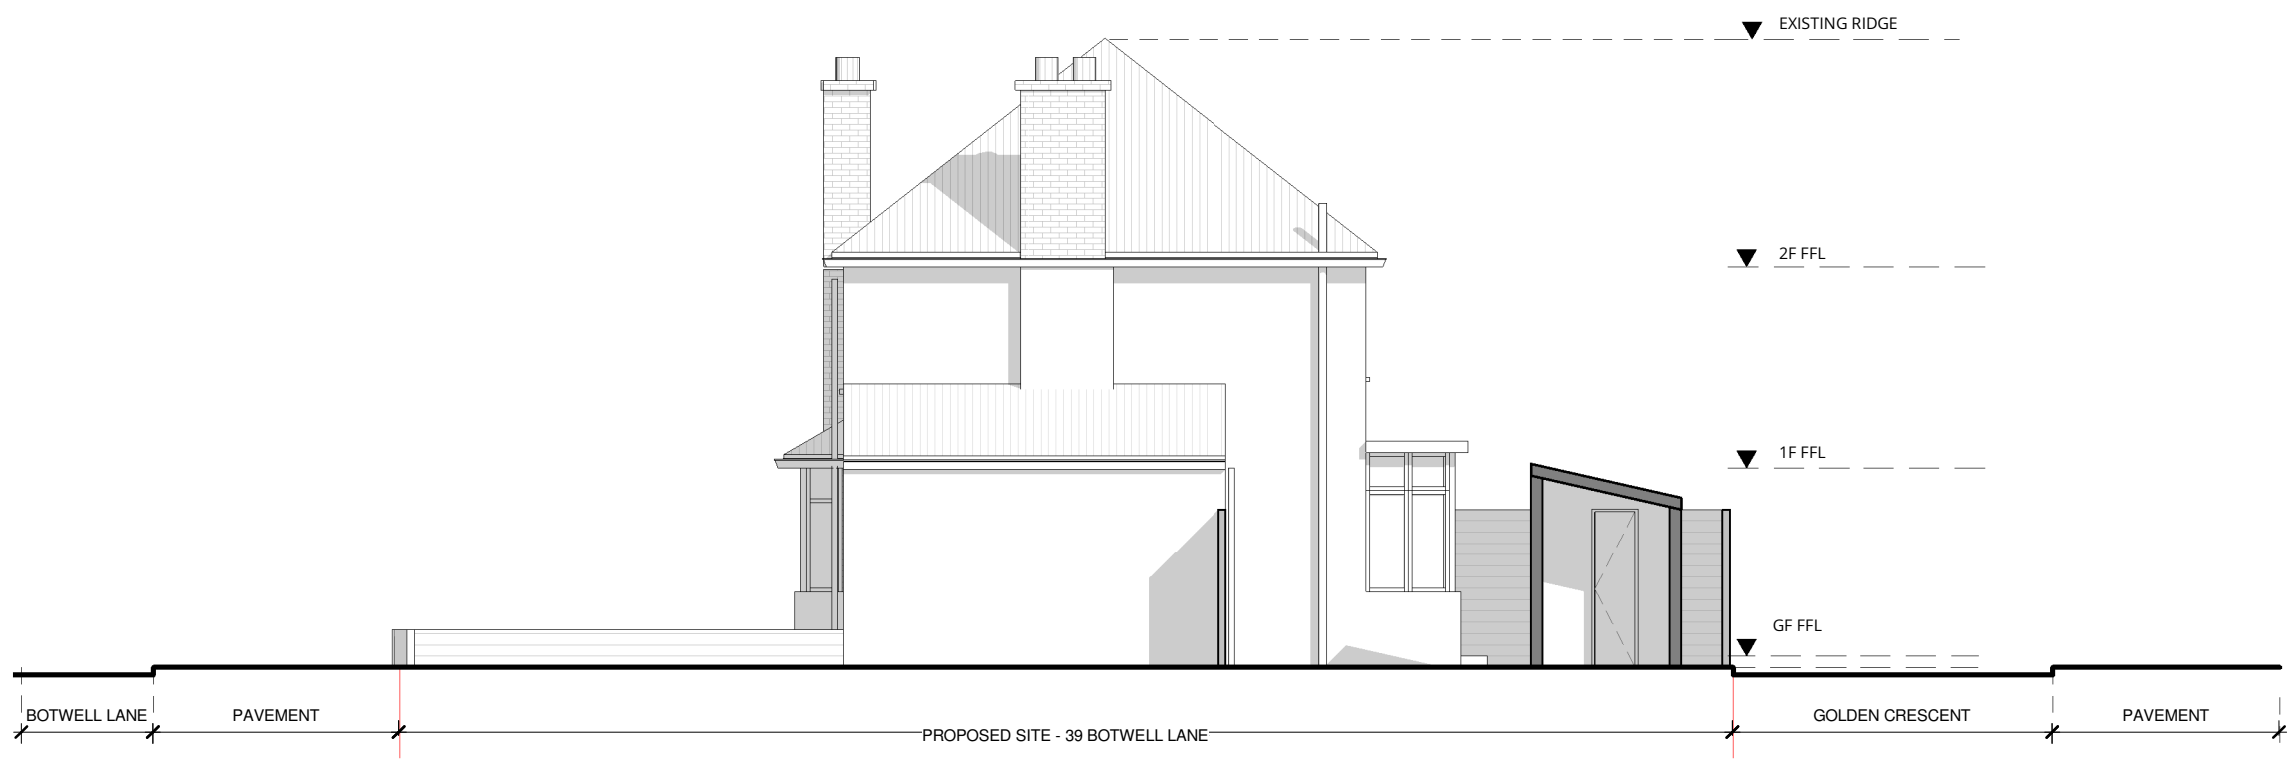 EXISTING RIDGE
2F FFL
1F FFL
GF FFL
BOTWELL LANE
PAVEMENT
PROPOSED SITE - 39 BOTWELL LANE
GOLDEN CRESCENT
PAVEMENT